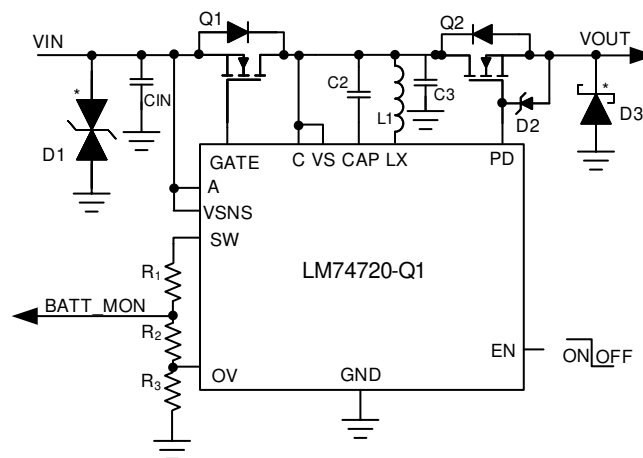 Q1
Q2
VIN
VOUT
*
CIN
C2
L1
C3
D2
*
D3
D1
GATE
C VS CAP LX
PD
A
VSNS
SW
LM74720-Q1
R1
BATT_MON
R2
R3
OV
GND
EN
ON OFF